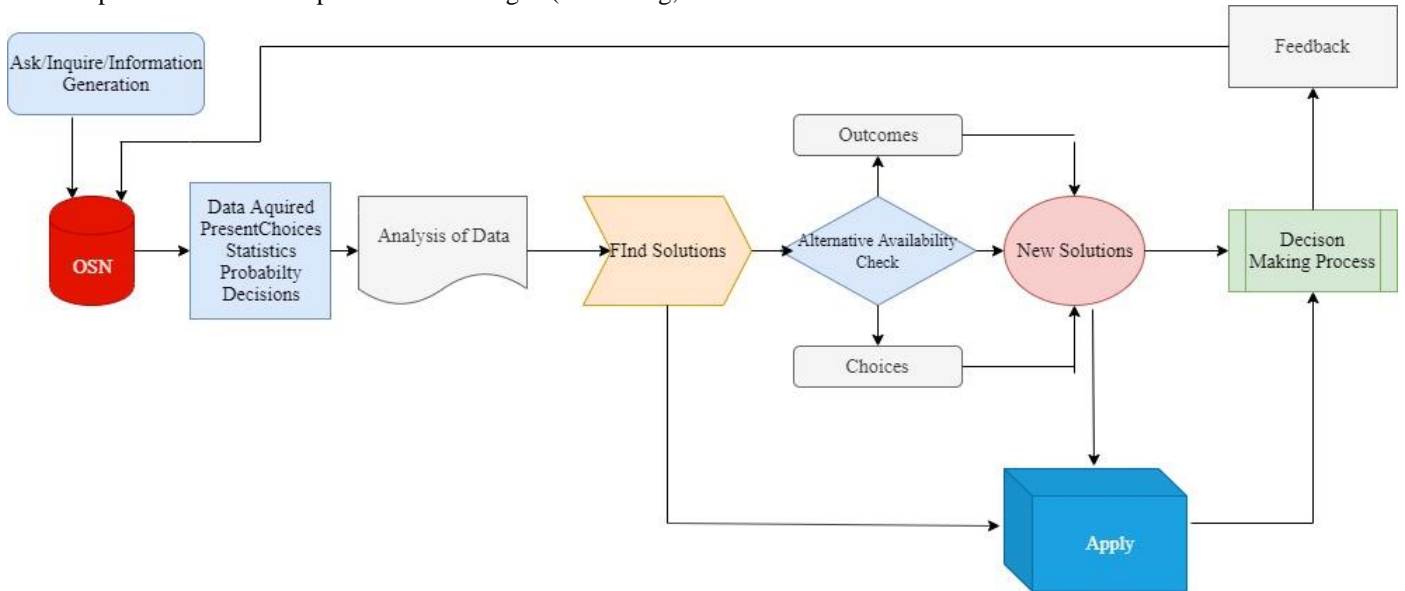 Feedback
Ask/Inquire/Information
Generation
Outcomes
Data Aquired
PresentChoices
Statistics
Probabilty
Decisions
Analysis of Data
FInd Solutions
Alternative Availability
Check
New Solutions
Decison
Making Process
OSN
Choices
Apply